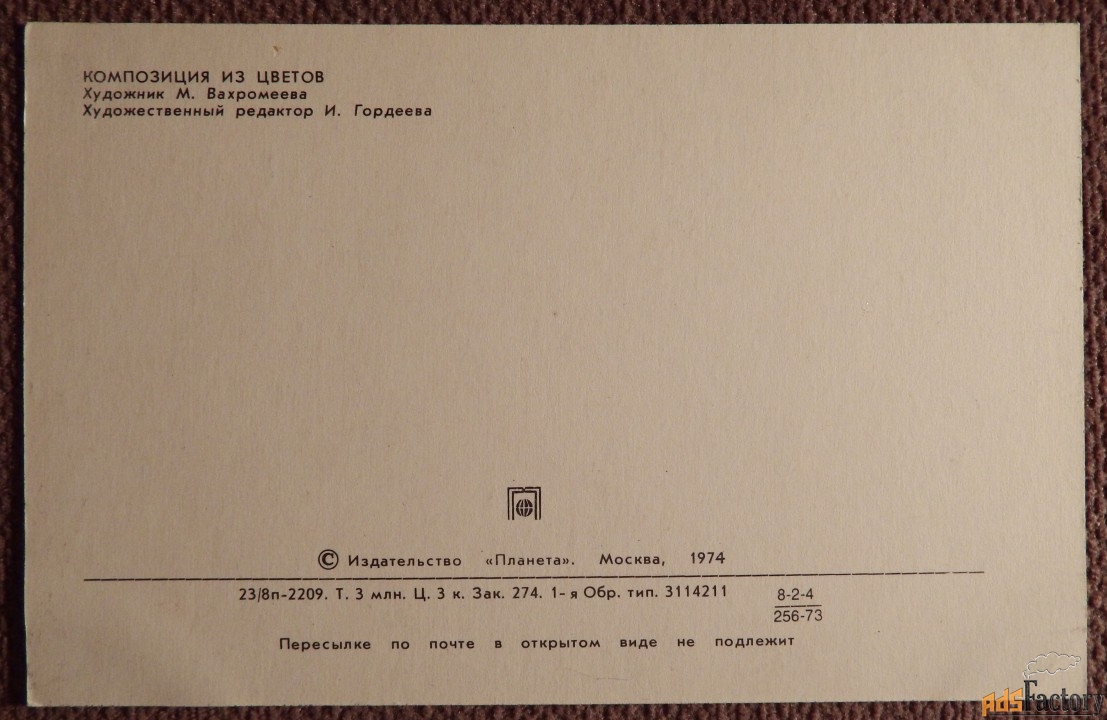 КОМПОЗИЦИЯ ИЗ ЦВЕТОВ
Художник М. Вахромеева
Художественный редактор И. Гордеева
© Издательство «Планета». Москва, 1974
23/8п-2209. Т. 3 млн. Ц. 3 к. Зак. 274. 1-я Обр. тип. 3114211
8-2-4
256-73
Пересылке по почте в открытом виде не подлежит
AdsFactory